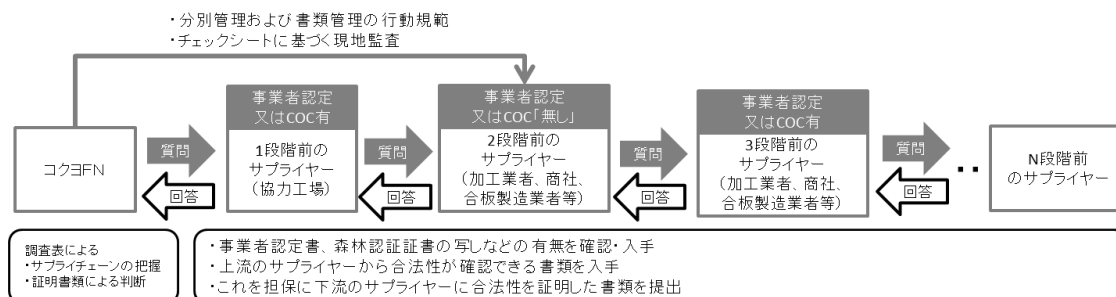 ・分別管理および書類管理の行動規範
・チェックシートに基づく現地監査
コクヨFN
質問
回答
事業者認定
又はCOC有
1段階前の
サプライヤー
(協力工場)
質問
回答
事業者認定
又はCOC「無し」
2段階前の
サプライヤー
(加工業者、商社、
合板製造業者等)
質問
回答
事業者認定
又はCOC有
3段階前の
サプライヤー
(加工業者、商社、
合板製造業者等)
質問
回答
‥
N段階前
のサプライヤー
調査表による
・サプライチェーンの把握
・証明書類による判断
・事業者認定書、森林認証証書の写しなどの有無を確認・入手
・上流のサプライヤーから合法性が確認できる書類を入手
・これを担保に下流のサプライヤーに合法性を証明した書類を提出